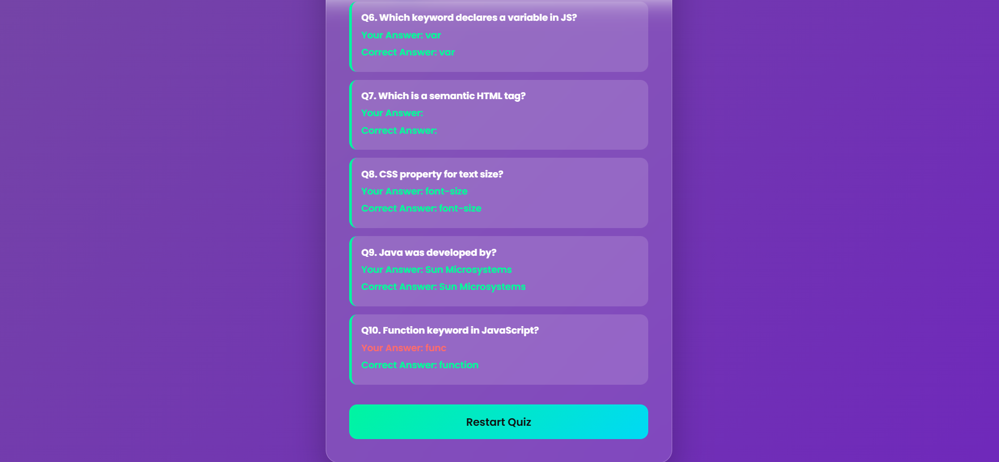 Q6. Which keyword declares a variable in JS?
Your Answer: var
Correct Answer: var
Q7. Which is a semantic HTML tag?
Your Answer:
Correct Answer:
Q8. CSS property for text size?
Your Answer: font-size
Correct Answer: font-size
Q9. Java was developed by?
Your Answer: Sun Microsystems
Correct Answer: Sun Microsystems
Q10. Function keyword in JavaScript?
Your Answer: func
Correct Answer: function
Restart Quiz